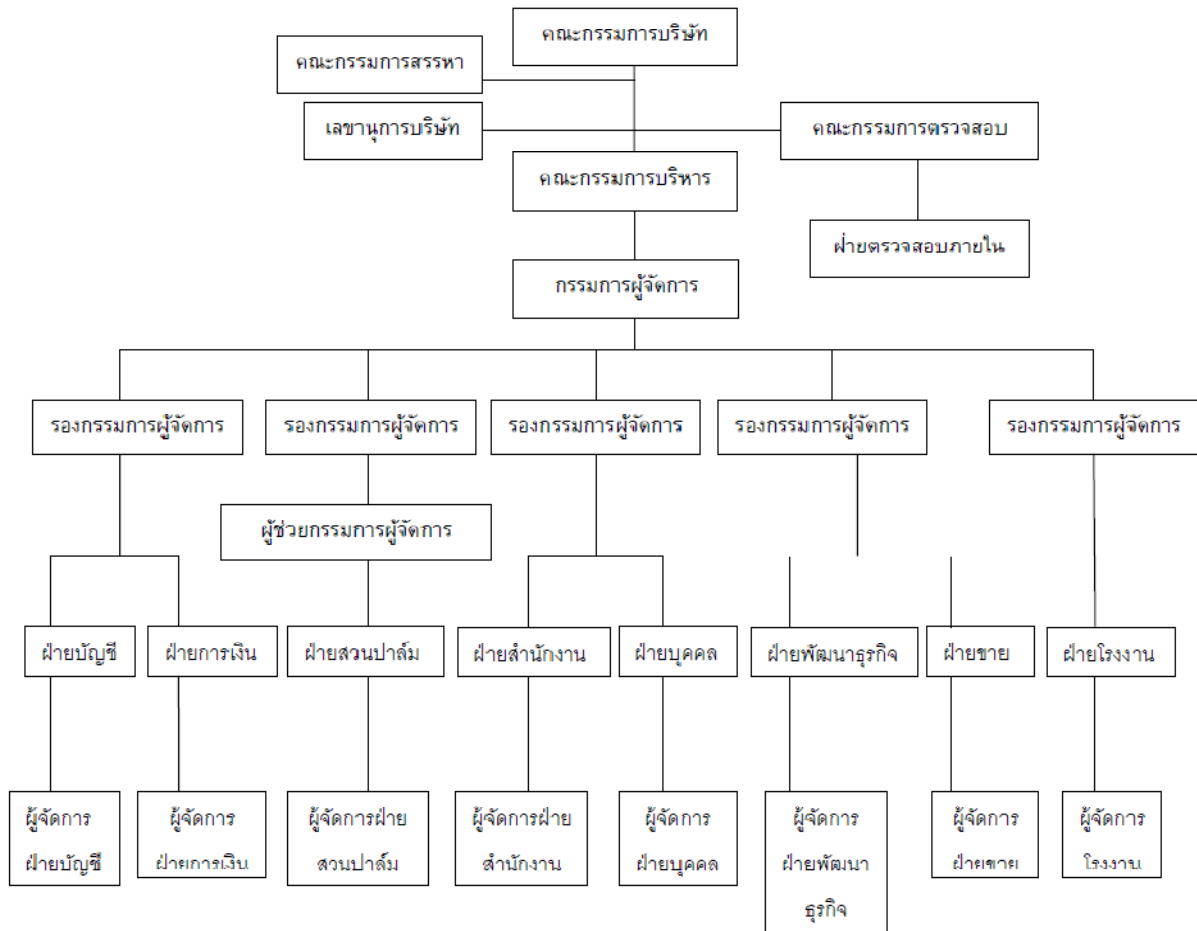 คณะกรรมการบริษัท
คณะกรรมการสรรหา
เลขานุการบริษัท
คณะกรรมการตรวจสอบ
คณะกรรมการบริหาร
ฝ่ายตรวจสอบภายใน
กรรมการผู้จัดการ
รองกรรมการผู้จัดการ
รองกรรมการผู้จัดการ
รองกรรมการผู้จัดการ
รองกรรมการผู้จัดการ
รองกรรมการผู้จัดการ
ผู้ช่วยกรรมการผู้จัดการ
ฝ่ายบัญชี
ฝ่ายการเงิน
ฝ่ายสวนปาล์ม
ฝ่ายสำนักงาน
ฝ่ายบุคคล
ฝ่ายพัฒนาธุรกิจ
ฝ่ายขาย
ฝ่ายโรงงาน
ผู้จัดการ
ฝ่ายบัญชี
ผู้จัดการ
ฝ่ายการเงิน
ผู้จัดการฝ่าย
สวนปาล์ม
ผู้จัดการฝ่าย
สำนักงาน
ผู้จัดการ
ฝ่ายบุคคล
ผู้จัดการ
ฝ่ายพัฒนา
ธุรกิจ
ผู้จัดการ
ฝ่ายขาย
ผู้จัดการ
โรงงาน